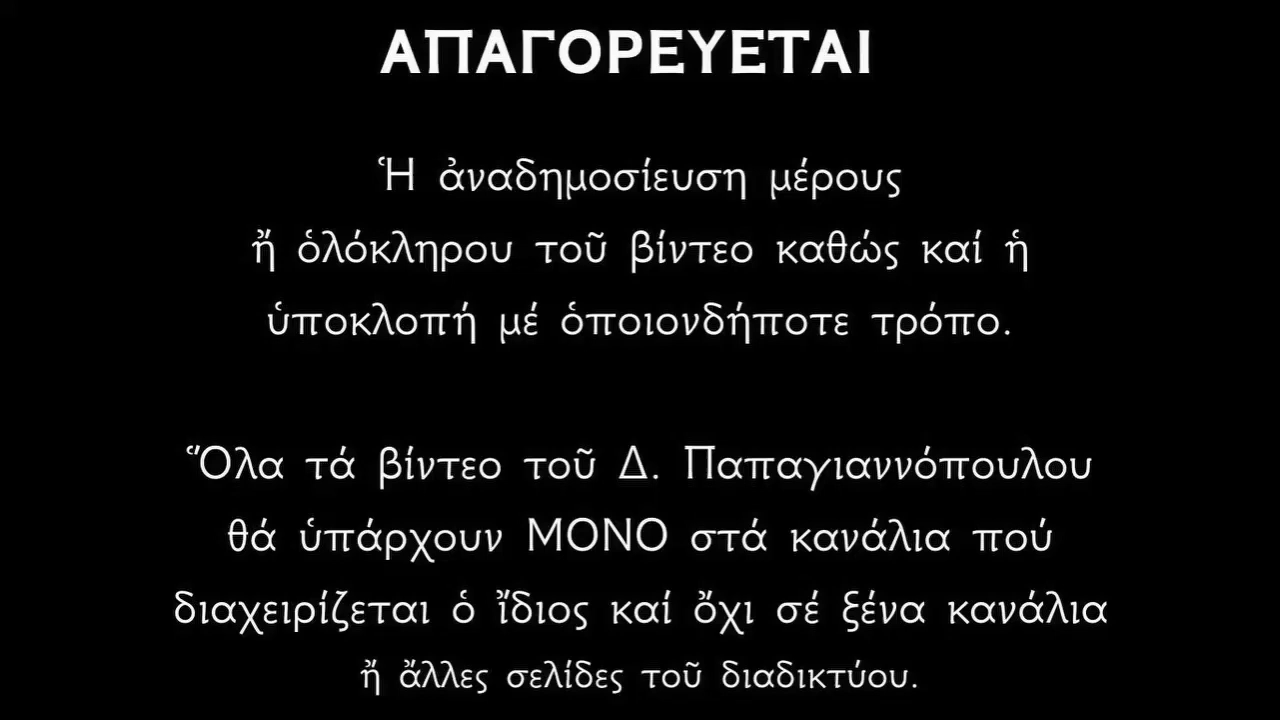 ΑΠΑΓΟΡΕΥΕΤΑΙ
Ἡ ἀναδημοσίευση μέρους
ἤ ὁλόκληρου τοῦ βίντεο καθώς καί ἡ
ὑποκλοπή μέ ὁποιονδήποτε τρόπο.
Ὅλα τά βίντεο τοῦ Δ. Παπαγιαννόπουλου
θά ὑπάρχουν ΜΟΝΟ στά κανάλια πού
διαχειρίζεται ὁ ἴδιος καί ὄχι σέ ξένα κανάλια
ἤ ἄλλες σελίδες τοῦ διαδικτύου.